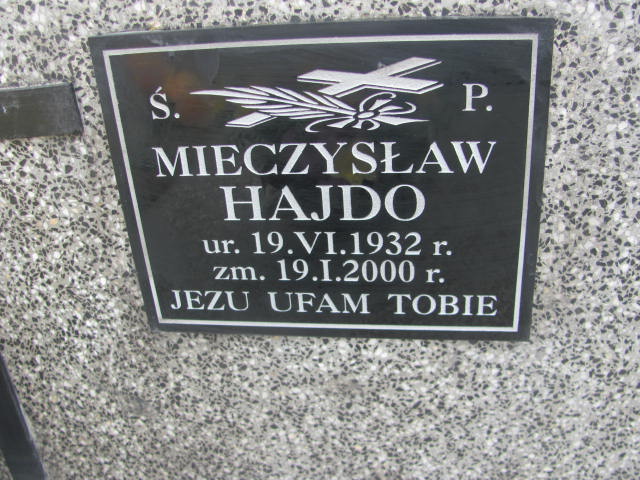 Ś. P.
MIECZYSŁAW
HAJDO
ur. 19.VI.1932 r.
zm. 19.I.2000 r.
JEZU UFAM TOBIE